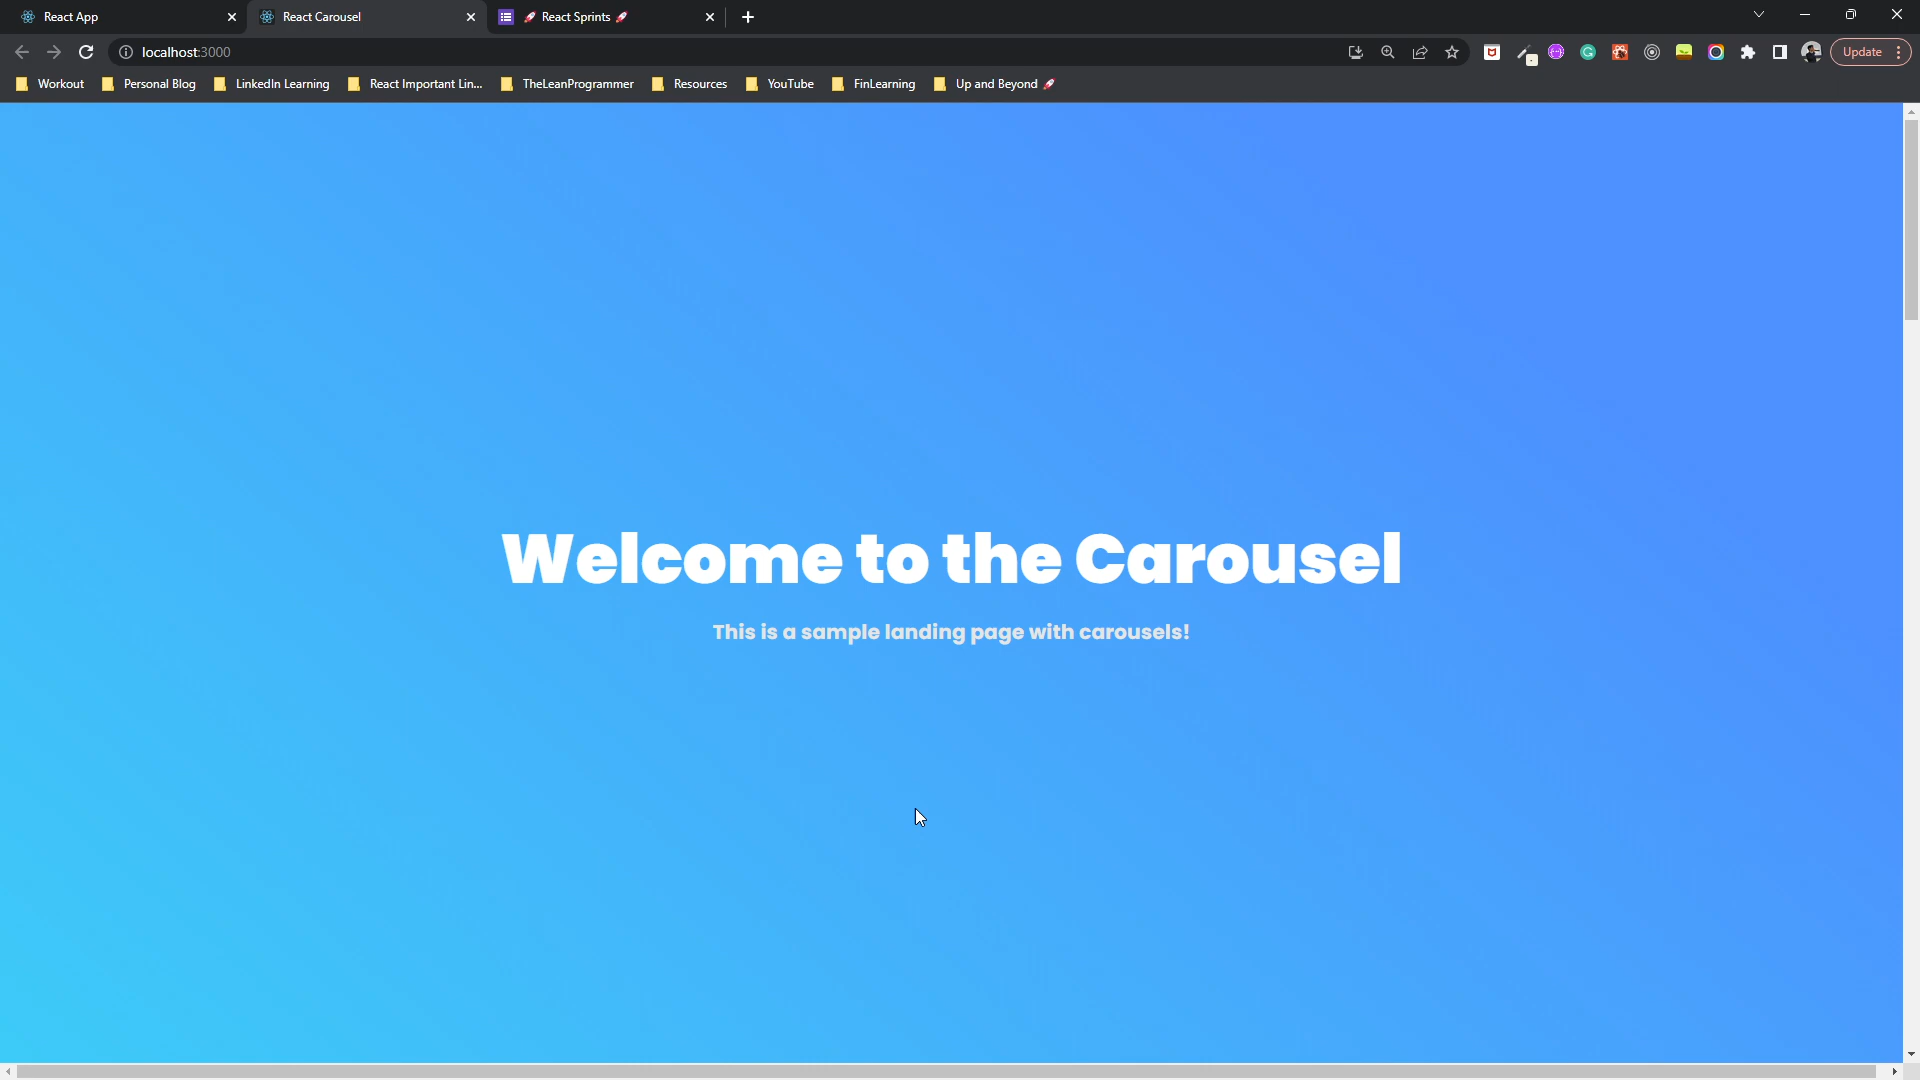 React App
React Carousel
🚀 React Sprints 🚀
localhost:3000
Update
Workout
Personal Blog
LinkedIn Learning
React Important Lin...
TheLeanProgrammer
Resources
YouTube
FinLearning
Up and Beyond 🚀
Welcome to the Carousel
This is a sample landing page with carousels!